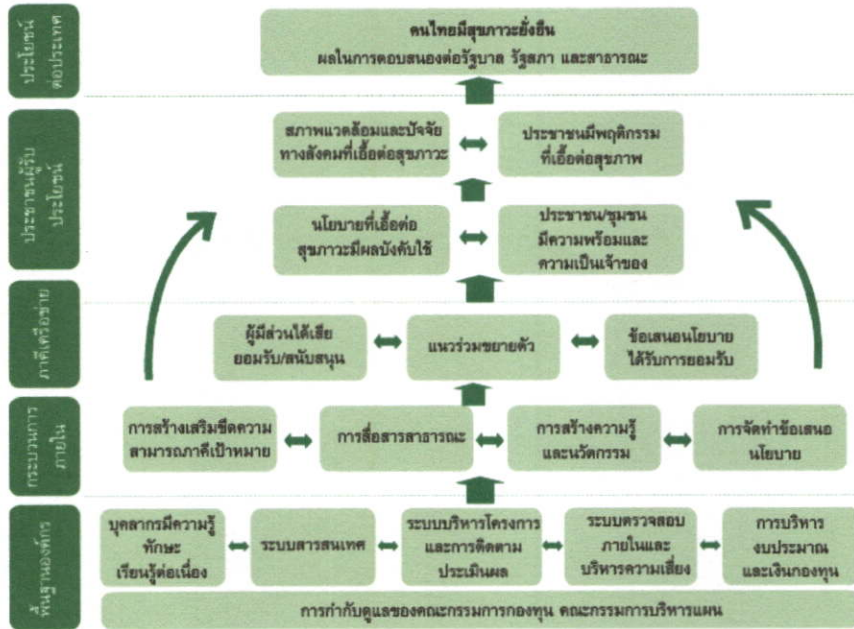 ประโยชน์
ต่อประเทศ
คนไทยมีสุขภาวะยั่งยืน
ผลในการตอบสนองต่อรัฐบาล รัฐสภา และสาธารณะ
ประชาชนผู้รับ
ประโยชน์
สภาพแวดล้อมและปัจจัย
ทางสังคมที่เอื้อต่อสุขภาวะ
ประชาชนมีพฤติกรรม
ที่เอื้อต่อสุขภาพ
นโยบายที่เอื้อต่อ
สุขภาวะมีผลบังคับใช้
ประชาชน/ชุมชน
มีความพร้อมและ
ความเป็นเจ้าของ
ภาคีเครือข่าย
ผู้มีส่วนได้เสีย
ยอมรับ/สนับสนุน
แนวร่วมขยายตัว
ข้อเสนอนโยบาย
ได้รับการยอมรับ
กระบวนการ
ภายใน
การสร้างเสริมขีดความ
สามารถภาคีเป้าหมาย
การสื่อสารสาธารณะ
การสร้างความรู้
และนวัตกรรม
การจัดทำข้อเสนอ
นโยบาย
พื้นฐานองค์กร
บุคลากรมีความรู้
ทักษะ
เรียนรู้ต่อเนื่อง
ระบบสารสนเทศ
ระบบบริหารโครงการ
และการติดตาม
ประเมินผล
ระบบตรวจสอบ
ภายในและ
บริหารความเสี่ยง
การบริหาร
งบประมาณ
และเงินกองทุน
การกำกับดูแลของคณะกรรมการกองทุน คณะกรรมการบริหารแผน